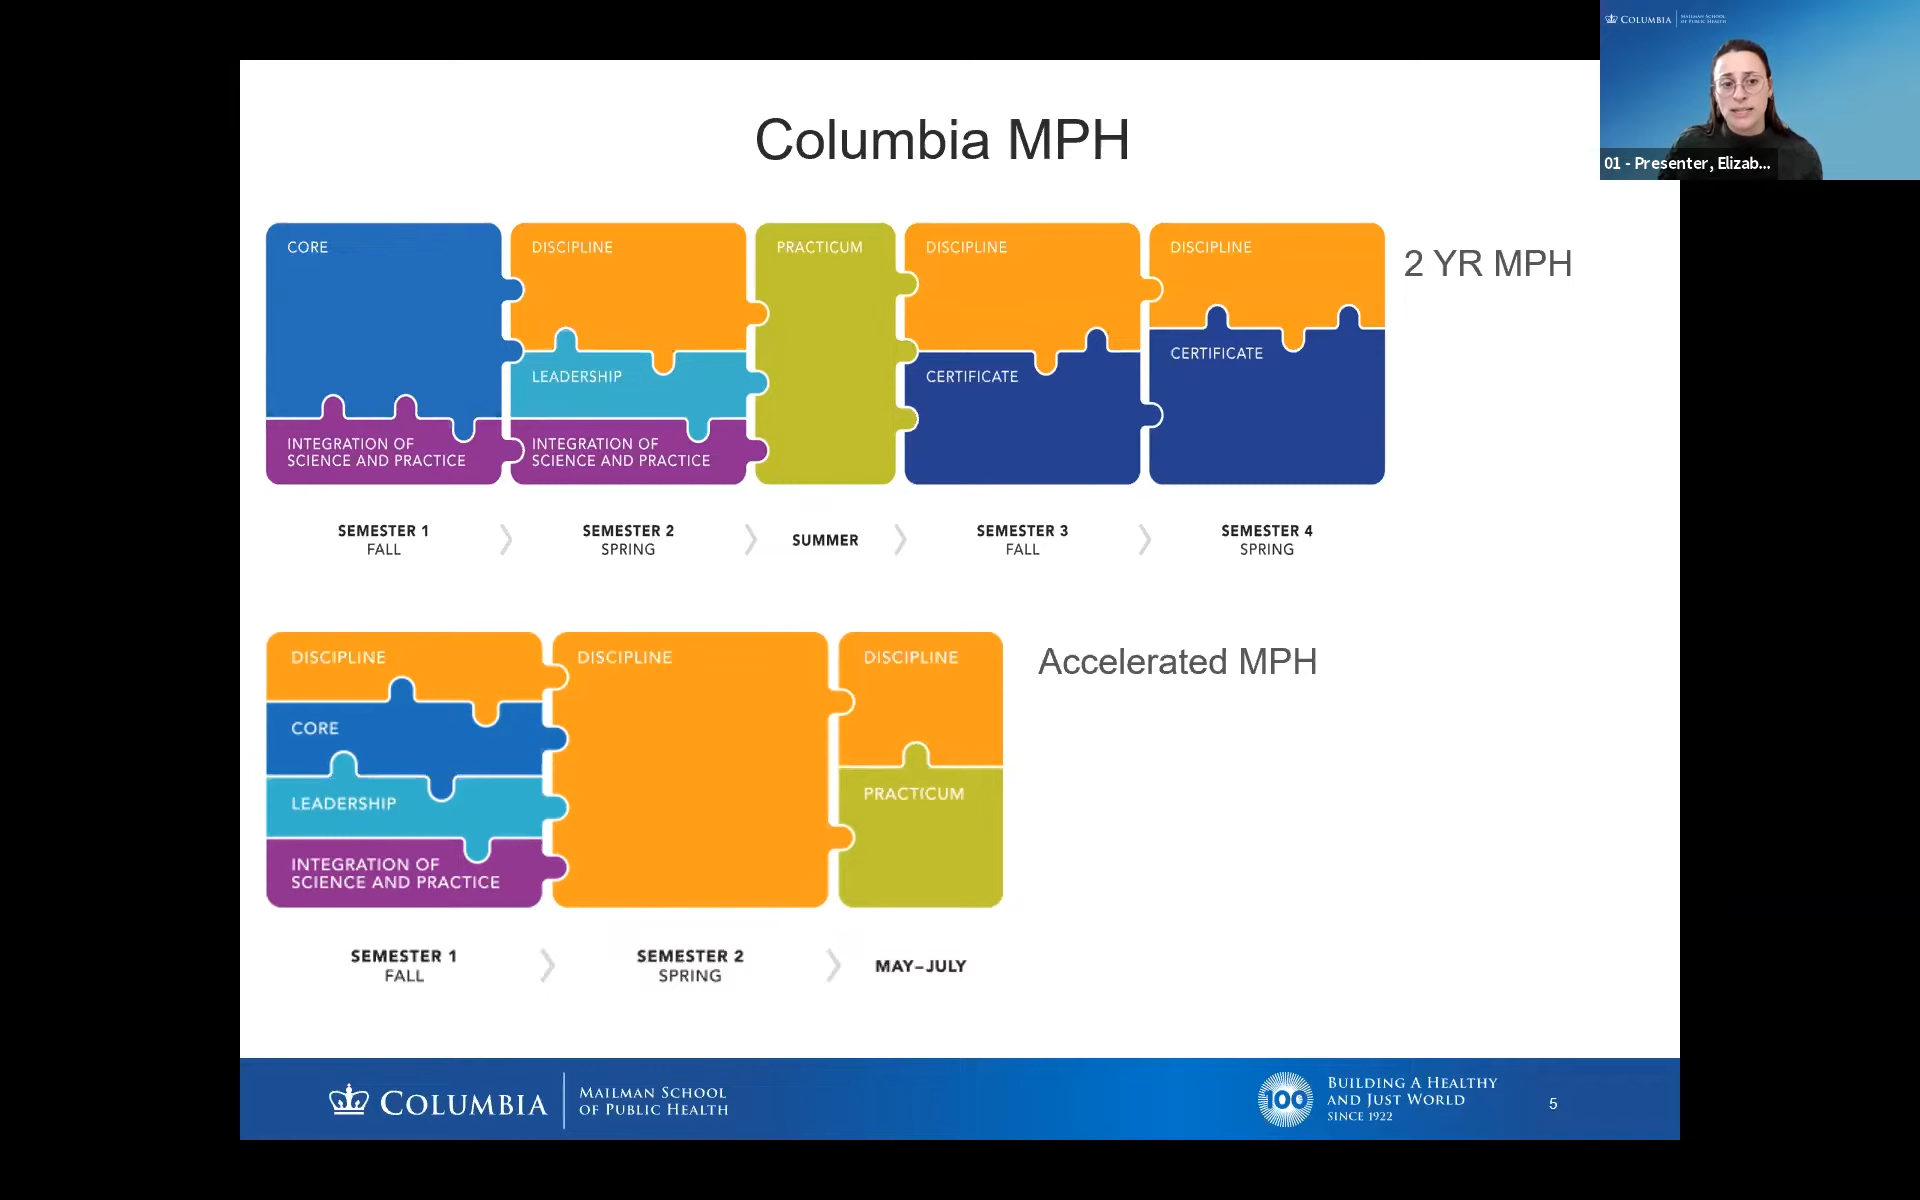 COLUMBIA
MAILMAN SCHOOL
OF PUBLIC HEALTH
01 - Presenter, Elizab...
Columbia MPH
CORE
INTEGRATION OF
SCIENCE AND PRACTICE
DISCIPLINE
LEADERSHIP
INTEGRATION OF
SCIENCE AND PRACTICE
PRACTICUM
DISCIPLINE
CERTIFICATE
DISCIPLINE
CERTIFICATE
2 YR MPH
SEMESTER 1
FALL
SEMESTER 2
SPRING
SUMMER
SEMESTER 3
FALL
SEMESTER 4
SPRING
DISCIPLINE
CORE
LEADERSHIP
INTEGRATION OF
SCIENCE AND PRACTICE
DISCIPLINE
DISCIPLINE
PRACTICUM
Accelerated MPH
SEMESTER 1
FALL
SEMESTER 2
SPRING
MAY–JULY
COLUMBIA
MAILMAN SCHOOL
OF PUBLIC HEALTH
100
BUILDING A HEALTHY
AND JUST WORLD
SINCE 1922
5